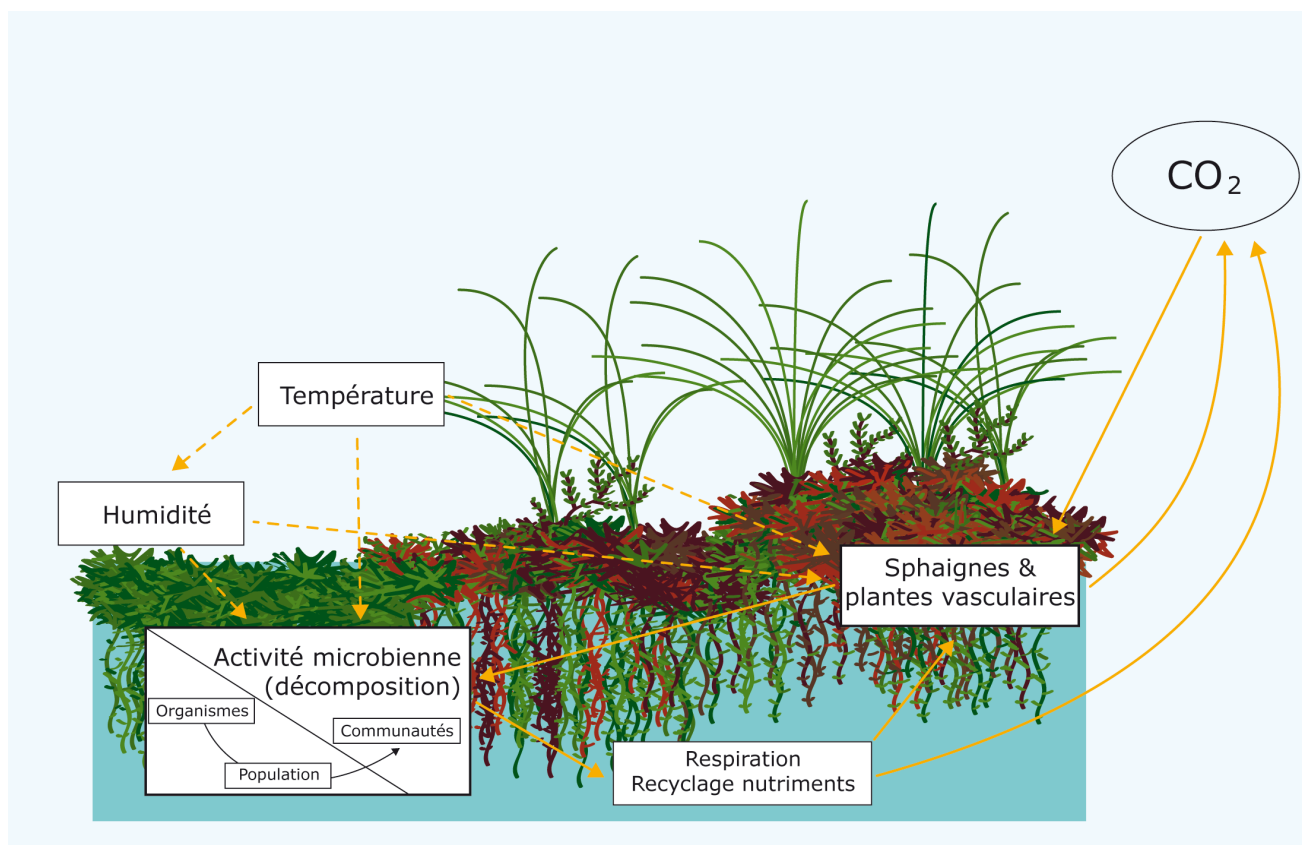 CO₂
Température
Humidité
Sphaignes &
plantes vasculaires
Activité microbienne
(décomposition)
Organismes
Communautés
Population
Respiration
Recyclage nutriments